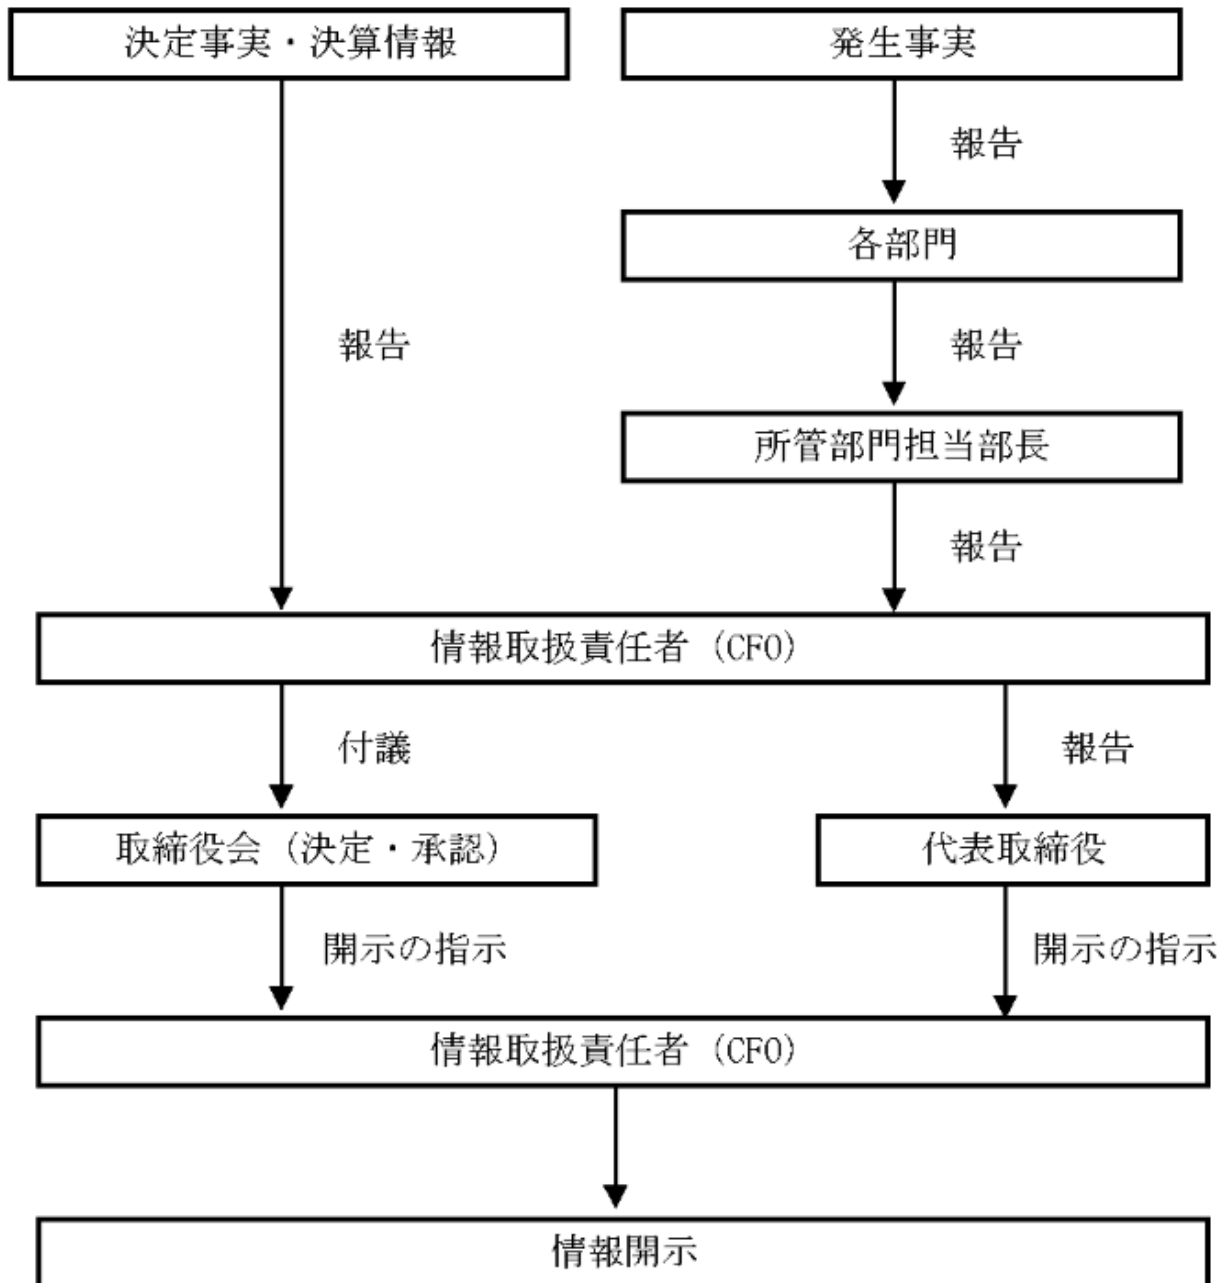 決定事実・決算情報
発生事実
報告
各部門
報告
報告
所管部門担当部長
報告
情報取扱責任者（CFO）
付議
報告
取締役会（決定・承認）
代表取締役
開示の指示
開示の指示
情報取扱責任者（CFO）
情報開示